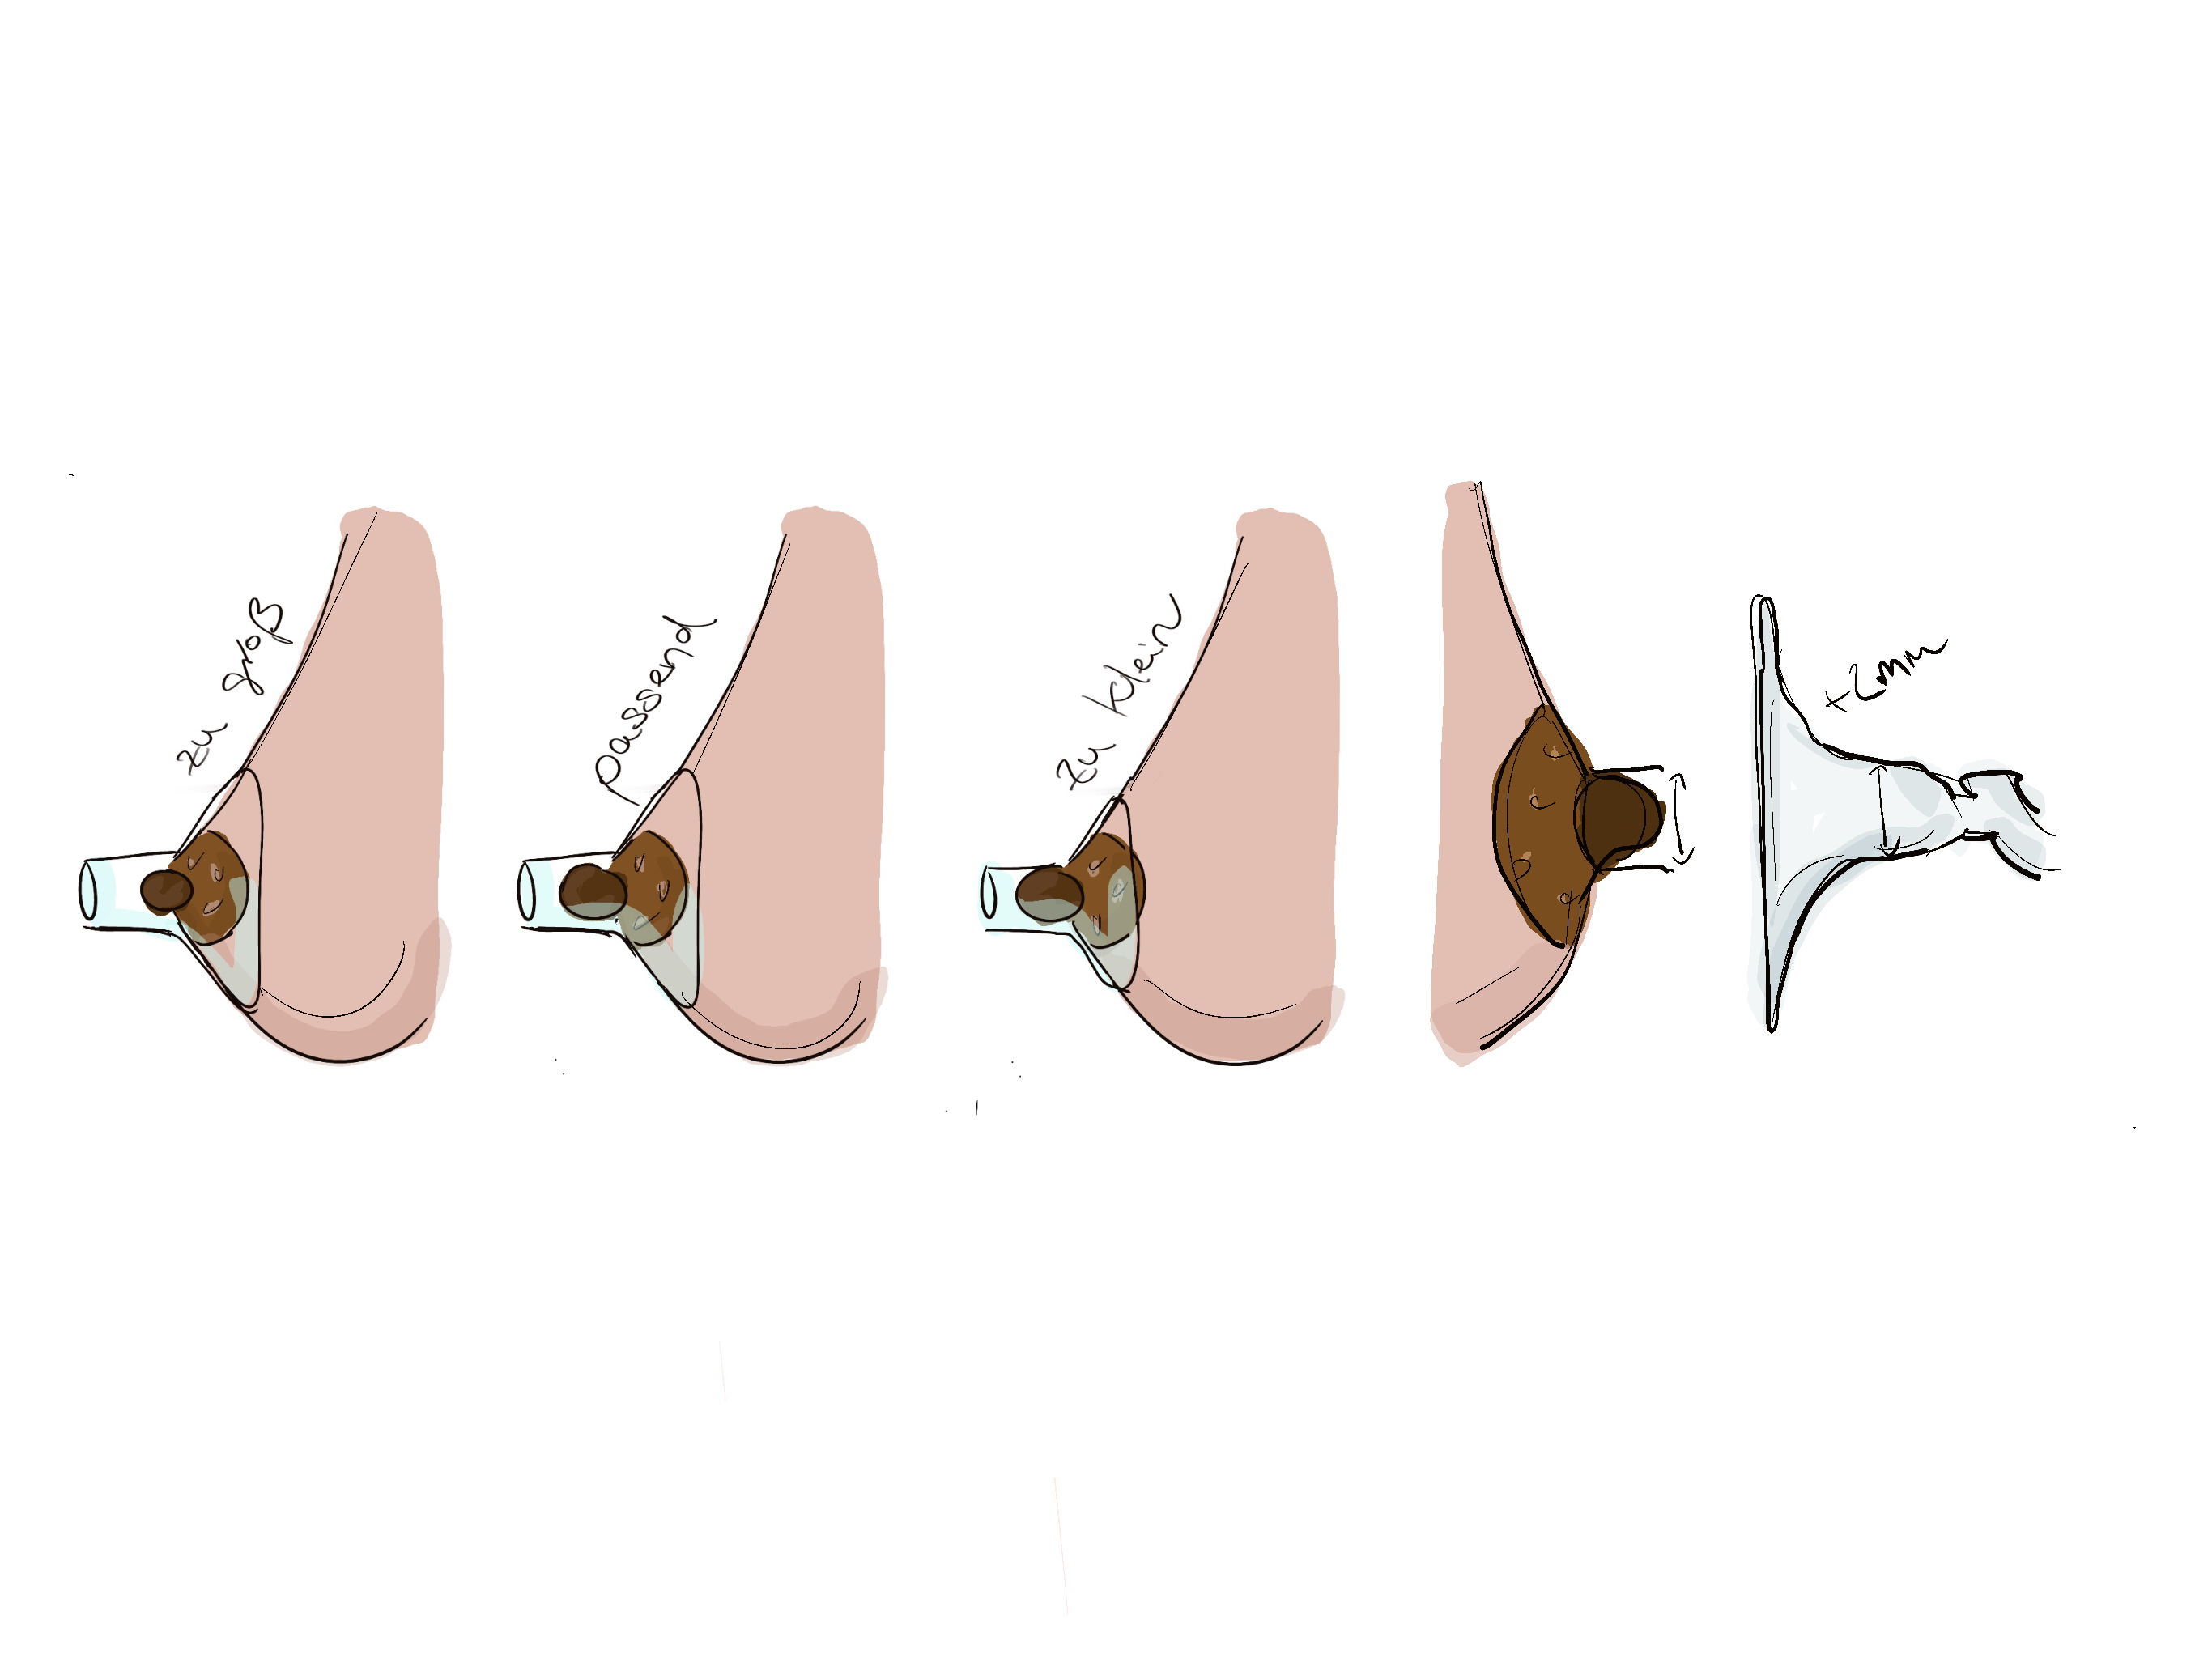 zu groß
passend
zu klein
+2mm